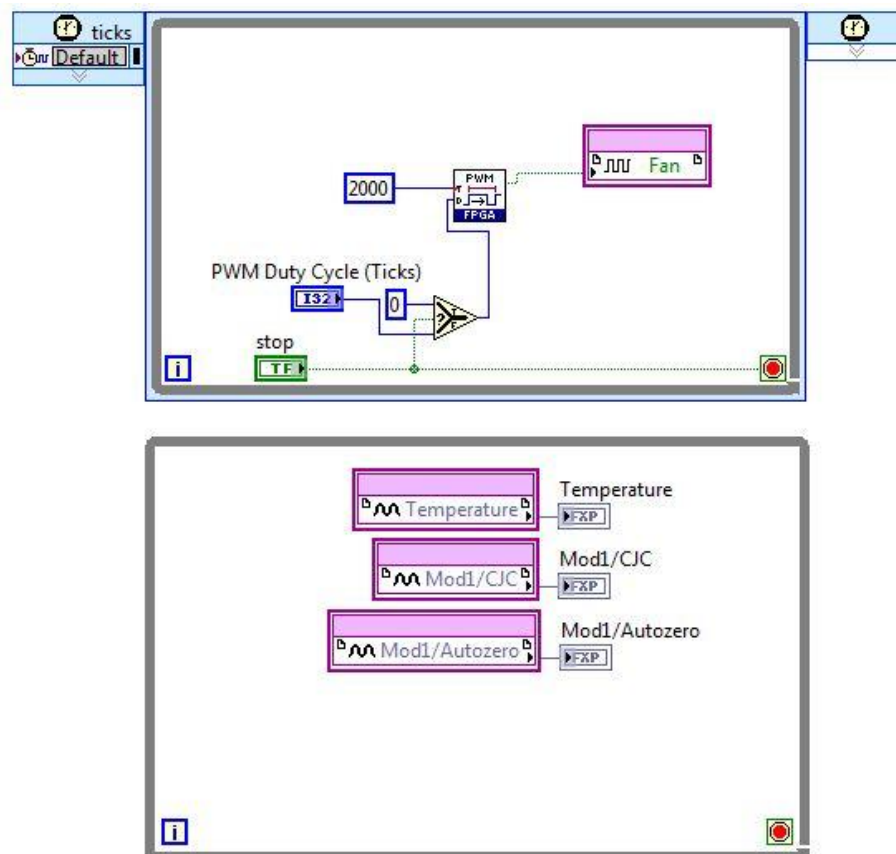 ticks
Default
2000
PWM
T
D
FPGA
Fan
PWM Duty Cycle (Ticks)
I32
0
?
T
F
stop
TF
i
Temperature
Temperature
FXP
Mod1/CJC
Mod1/CJC
FXP
Mod1/Autozero
Mod1/Autozero
FXP
i